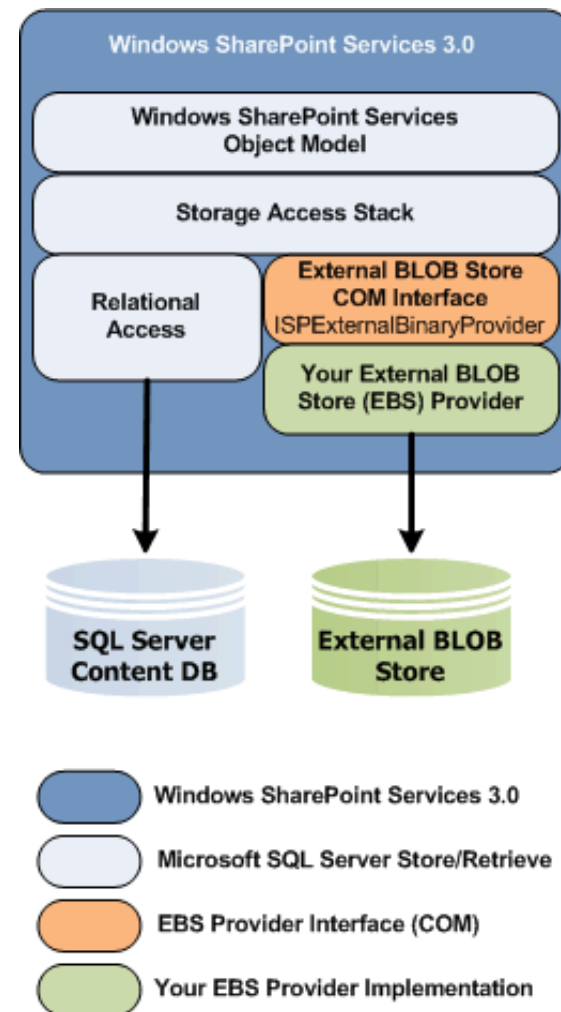 Windows SharePoint Services 3.0
Windows SharePoint Services
Object Model
Storage Access Stack
Relational
Access
External BLOB Store
COM Interface
ISPExternalBinaryProvider
Your External BLOB
Store (EBS) Provider
SQL Server
Content DB
External BLOB
Store
Windows SharePoint Services 3.0
Microsoft SQL Server Store/Retrieve
EBS Provider Interface (COM)
Your EBS Provider Implementation